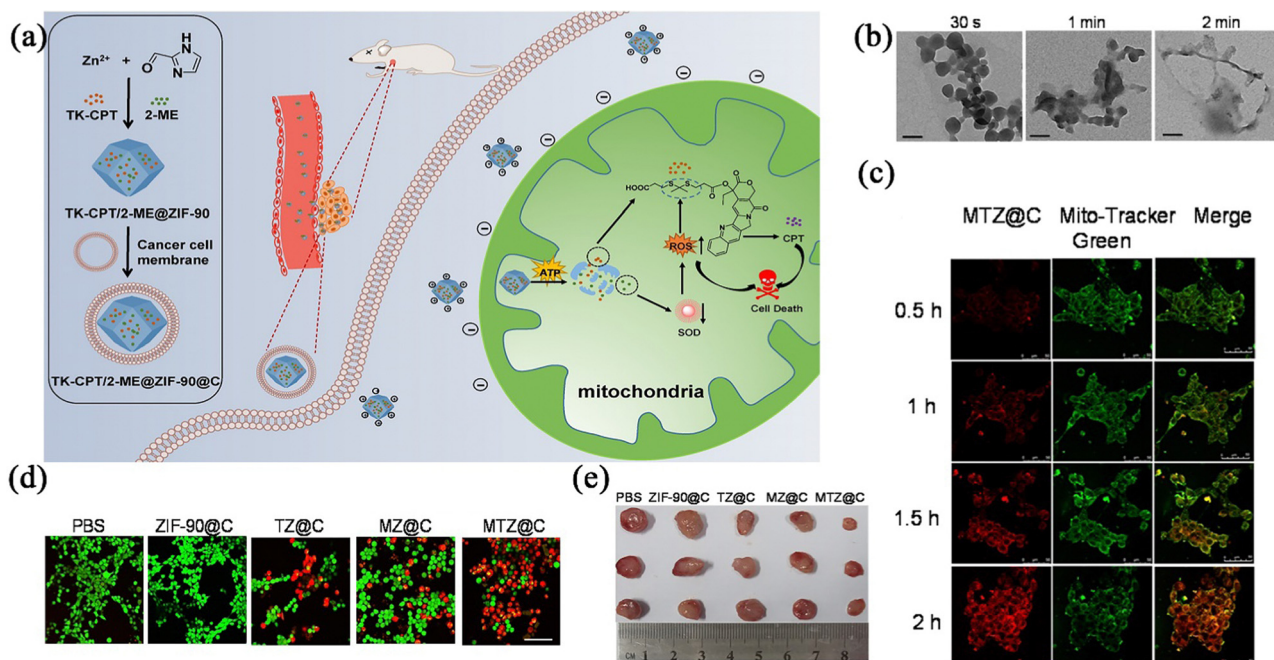 (a)
H
N
N
O
Zn²⁺ +
TK-CPT
2-ME
TK-CPT/2-ME@ZIF-90
Cancer cell
membrane
TK-CPT/2-ME@ZIF-90@C
HOOC
S
S
O
O
O
O
O
N
N
ATP
ROS
CPT
SOD
Cell Death
mitochondria
(b)
30 s
1 min
2 min
(c)
MTZ@C
Mito-Tracker
Green
Merge
0.5 h
1 h
1.5 h
2 h
(d)
PBS
ZIF-90@C
TZ@C
MZ@C
MTZ@C
(e)
PBS ZIF-90@C TZ@C MZ@C MTZ@C
CM 1 2 3 4 5 6 7 8